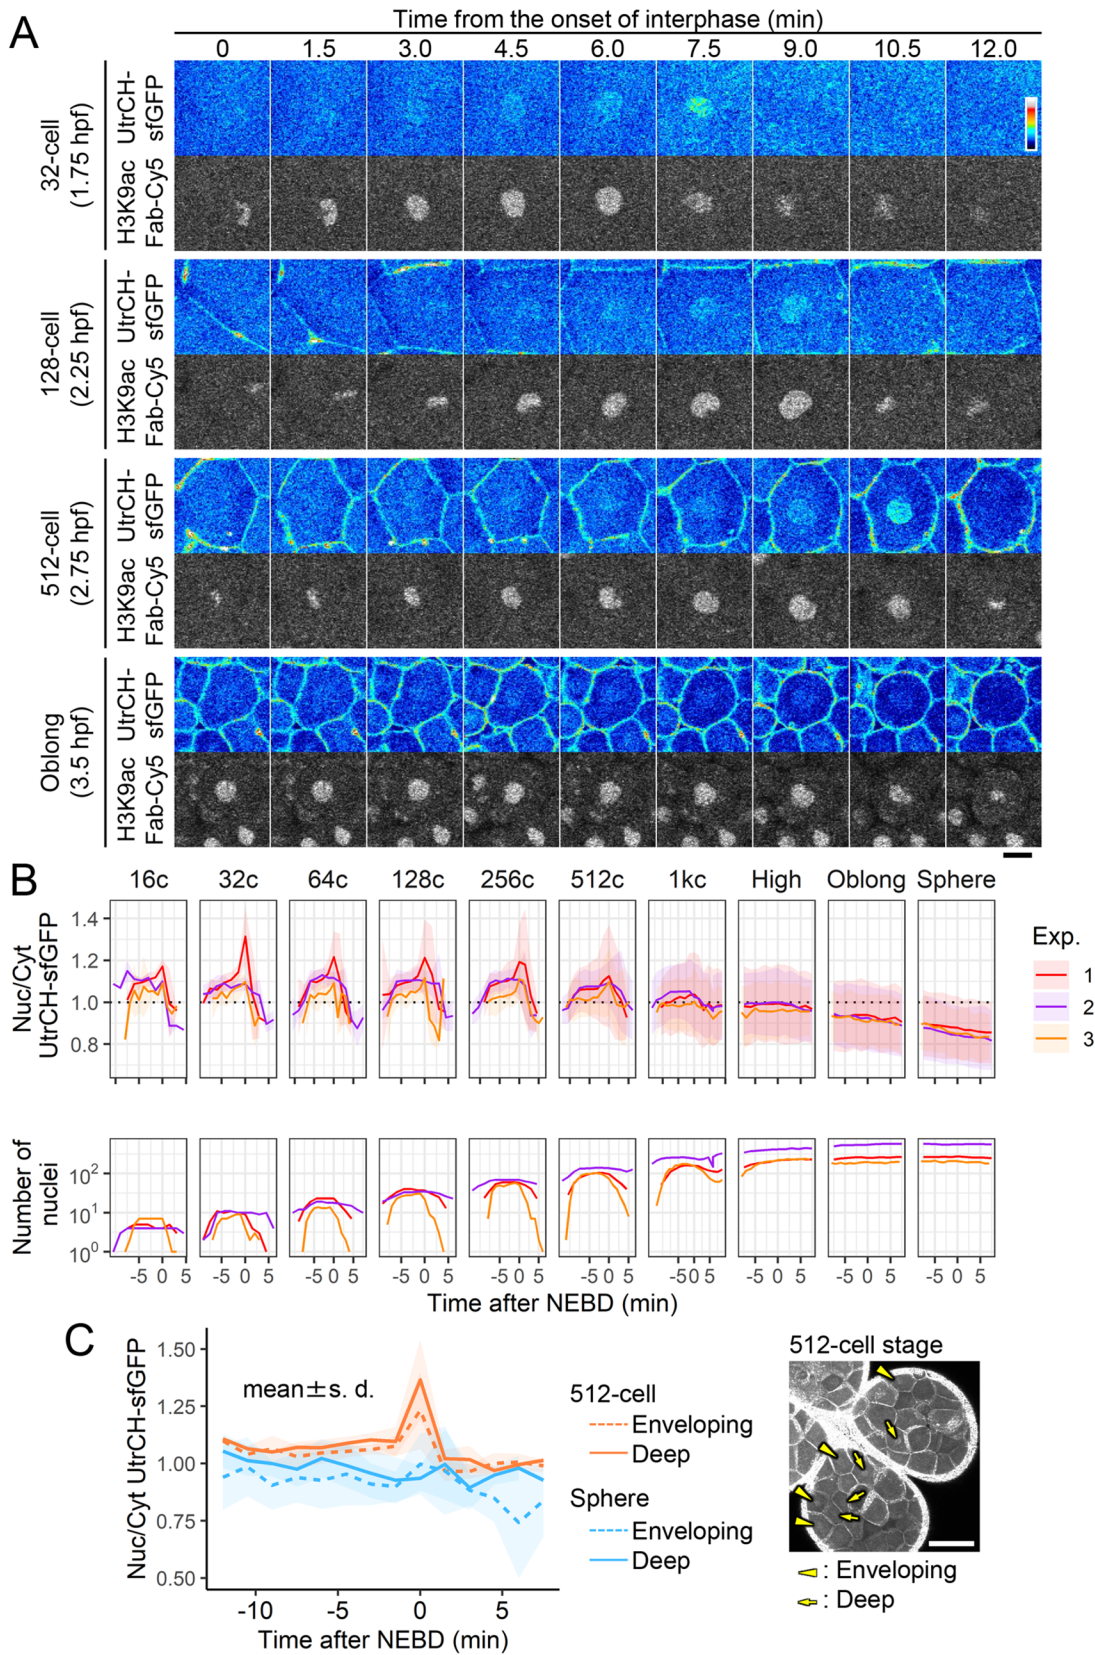 A
Time from the onset of interphase (min)
0 1.5 3.0 4.5 6.0 7.5 9.0 10.5 12.0
32-cell
(1.75 hpf)
UtrCH-
sfGFP
H3K9ac
Fab-Cy5
128-cell
(2.25 hpf)
UtrCH-
sfGFP
H3K9ac
Fab-Cy5
512-cell
(2.75 hpf)
UtrCH-
sfGFP
H3K9ac
Fab-Cy5
Oblong
(3.5 hpf)
UtrCH-
sfGFP
H3K9ac
Fab-Cy5
B
16c 32c 64c 128c 256c 512c 1kc High Oblong Sphere
Nuc/Cyt
UtrCH-sfGFP
1.4
1.2
1.0
0.8
Exp.
1
2
3
Number of
nuclei
10²
10¹
10⁰
-5 0 5 -5 0 5 -5 0 5 -5 0 5 -5 0 5 -5 0 5 -5 0 5 -5 0 5 -5 0 5 -5 0 5
Time after NEBD (min)
C
Nuc/Cyt UtrCH-sfGFP
1.50
1.25
1.00
0.75
0.50
mean±s. d.
-10 -5 0 5
Time after NEBD (min)
512-cell
Enveloping
Deep
Sphere
Enveloping
Deep
512-cell stage
: Enveloping
: Deep